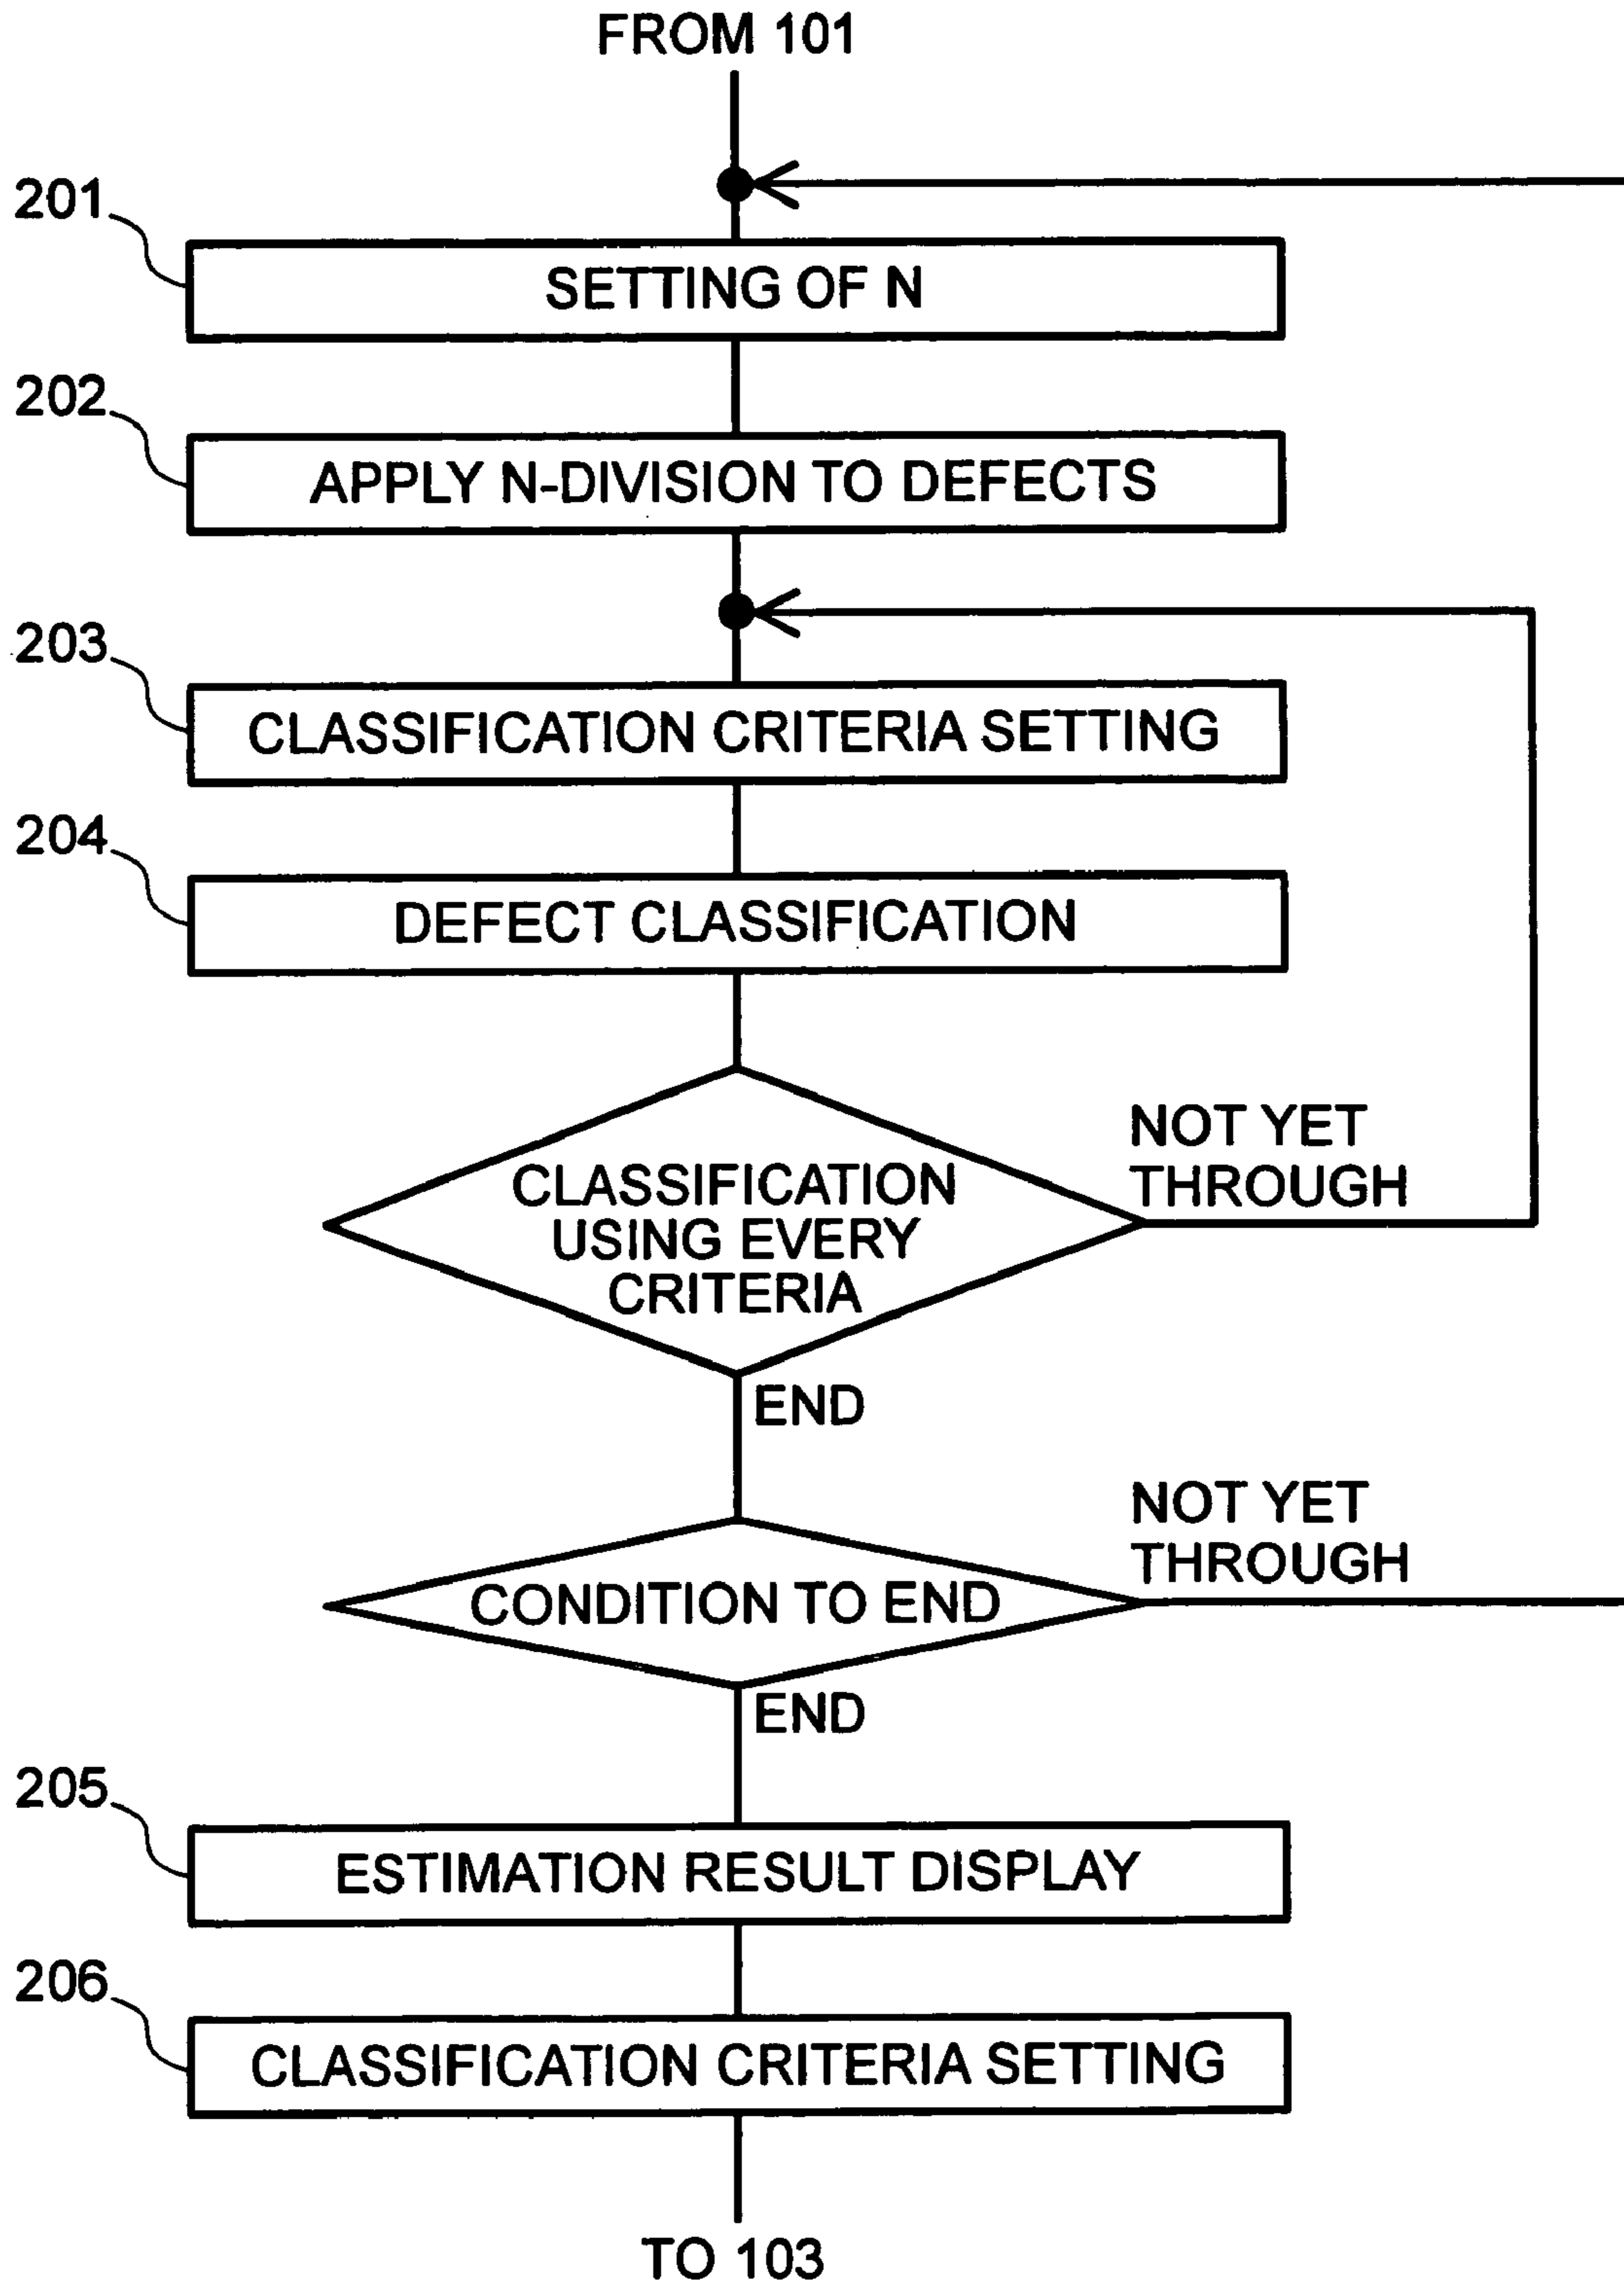 FROM 101
201
SETTING OF N
202
APPLY N-DIVISION TO DEFECTS
203
CLASSIFICATION CRITERIA SETTING
204
DEFECT CLASSIFICATION
NOT YET
THROUGH
CLASSIFICATION
USING EVERY
CRITERIA
END
NOT YET
THROUGH
CONDITION TO END
END
205
ESTIMATION RESULT DISPLAY
206
CLASSIFICATION CRITERIA SETTING
TO 103